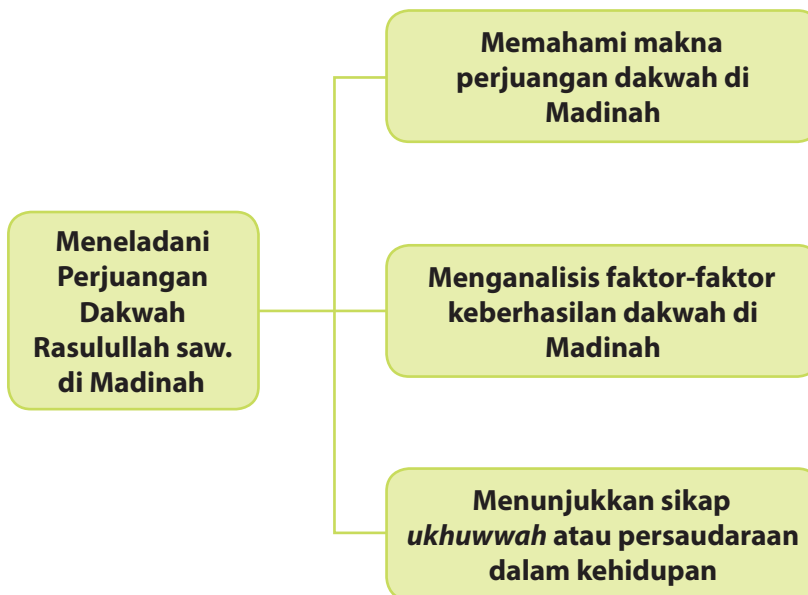 Meneladani
Perjuangan
Dakwah
Rasulullah saw.
di Madinah
Memahami makna
perjuangan dakwah di
Madinah
Menganalisis faktor-faktor
keberhasilan dakwah di
Madinah
Menunjukkan sikap
ukhuwwah atau persaudaraan
dalam kehidupan